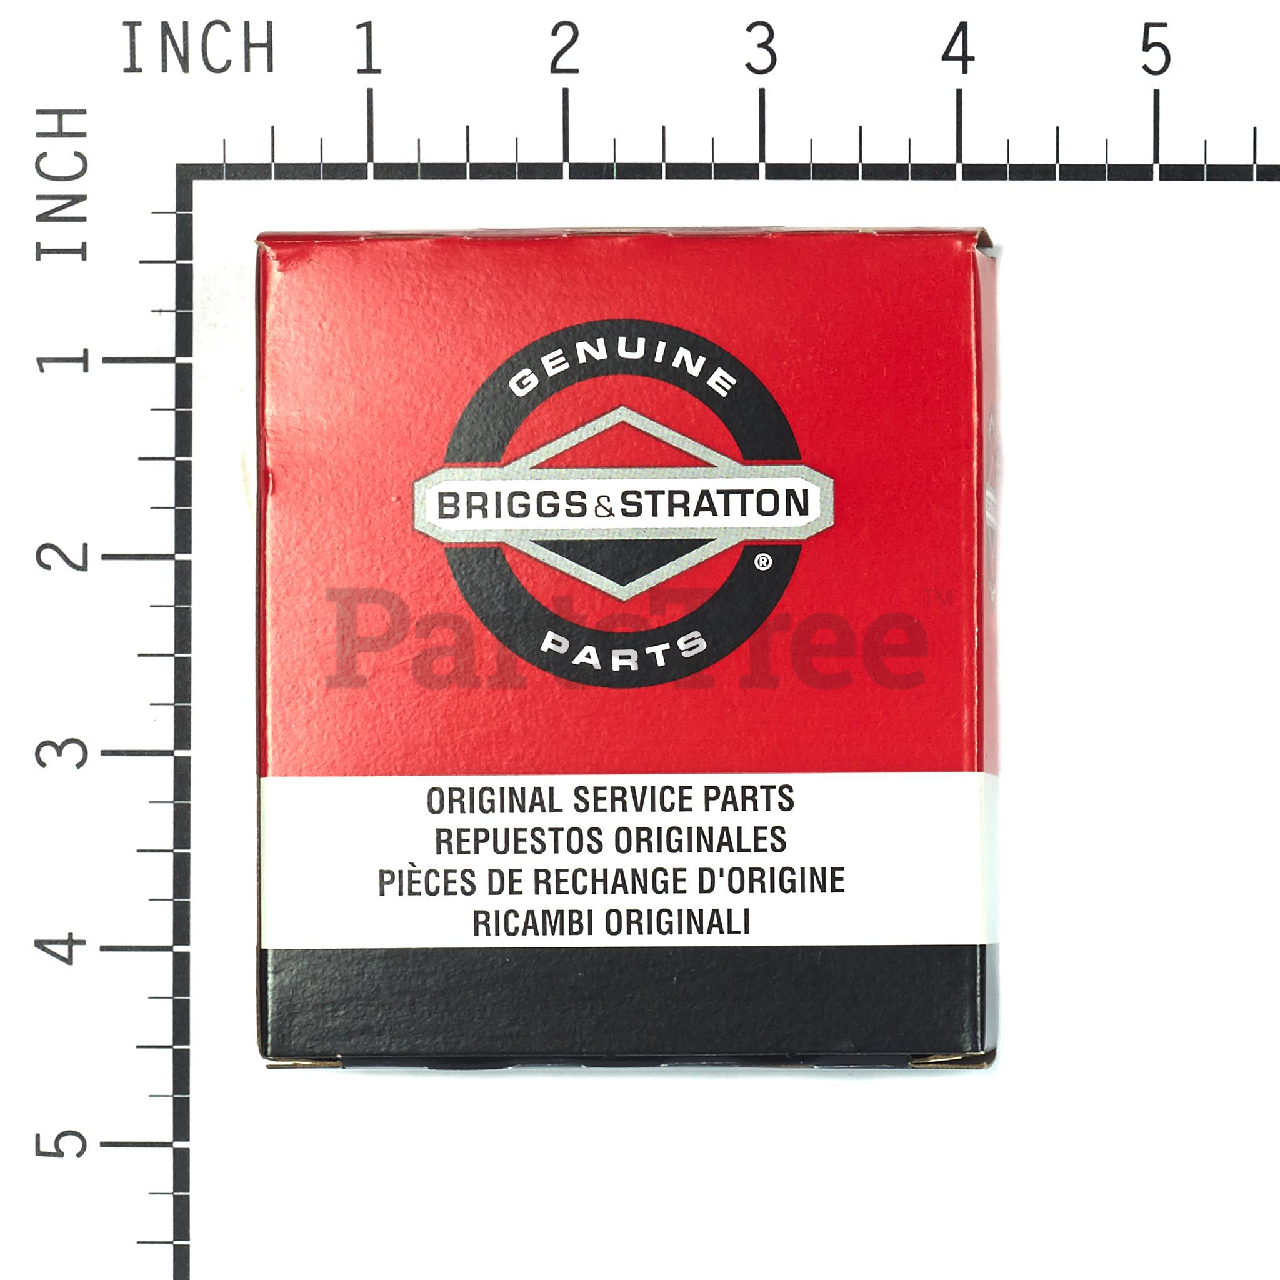 INCH 1 2 3 4 5
INCH
1
2
3
4
5
GENUINE
BRIGGS & STRATTON
®
PARTS
PartsTree™
ORIGINAL SERVICE PARTS
REPUESTOS ORIGINALES
PIÈCES DE RECHANGE D'ORIGINE
RICAMBI ORIGINALI